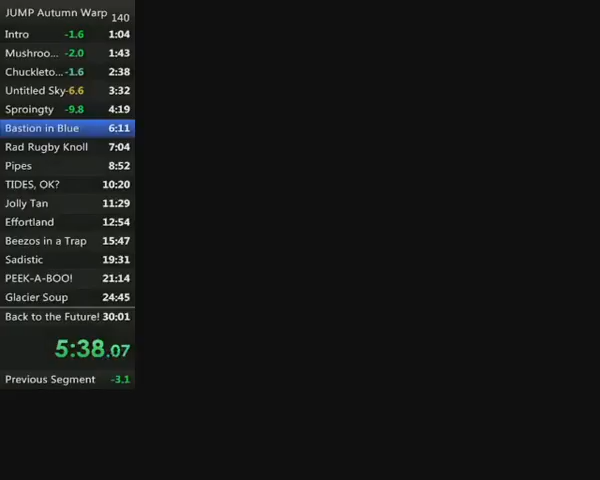 JUMP Autumn Warp 140
Intro -1.6 1:04
Mushroo... -2.0 1:43
Chuckleto... -1.6 2:38
Untitled Sky -6.6 3:32
Sproingty -9.8 4:19
Bastion in Blue 6:11
Rad Rugby Knoll 7:04
Pipes 8:52
TIDES, OK? 10:20
Jolly Tan 11:29
Effortland 12:54
Beezos in a Trap 15:47
Sadistic 19:31
PEEK-A-BOO! 21:14
Glacier Soup 24:45
Back to the Future! 30:01
5:38.07
Previous Segment -3.1